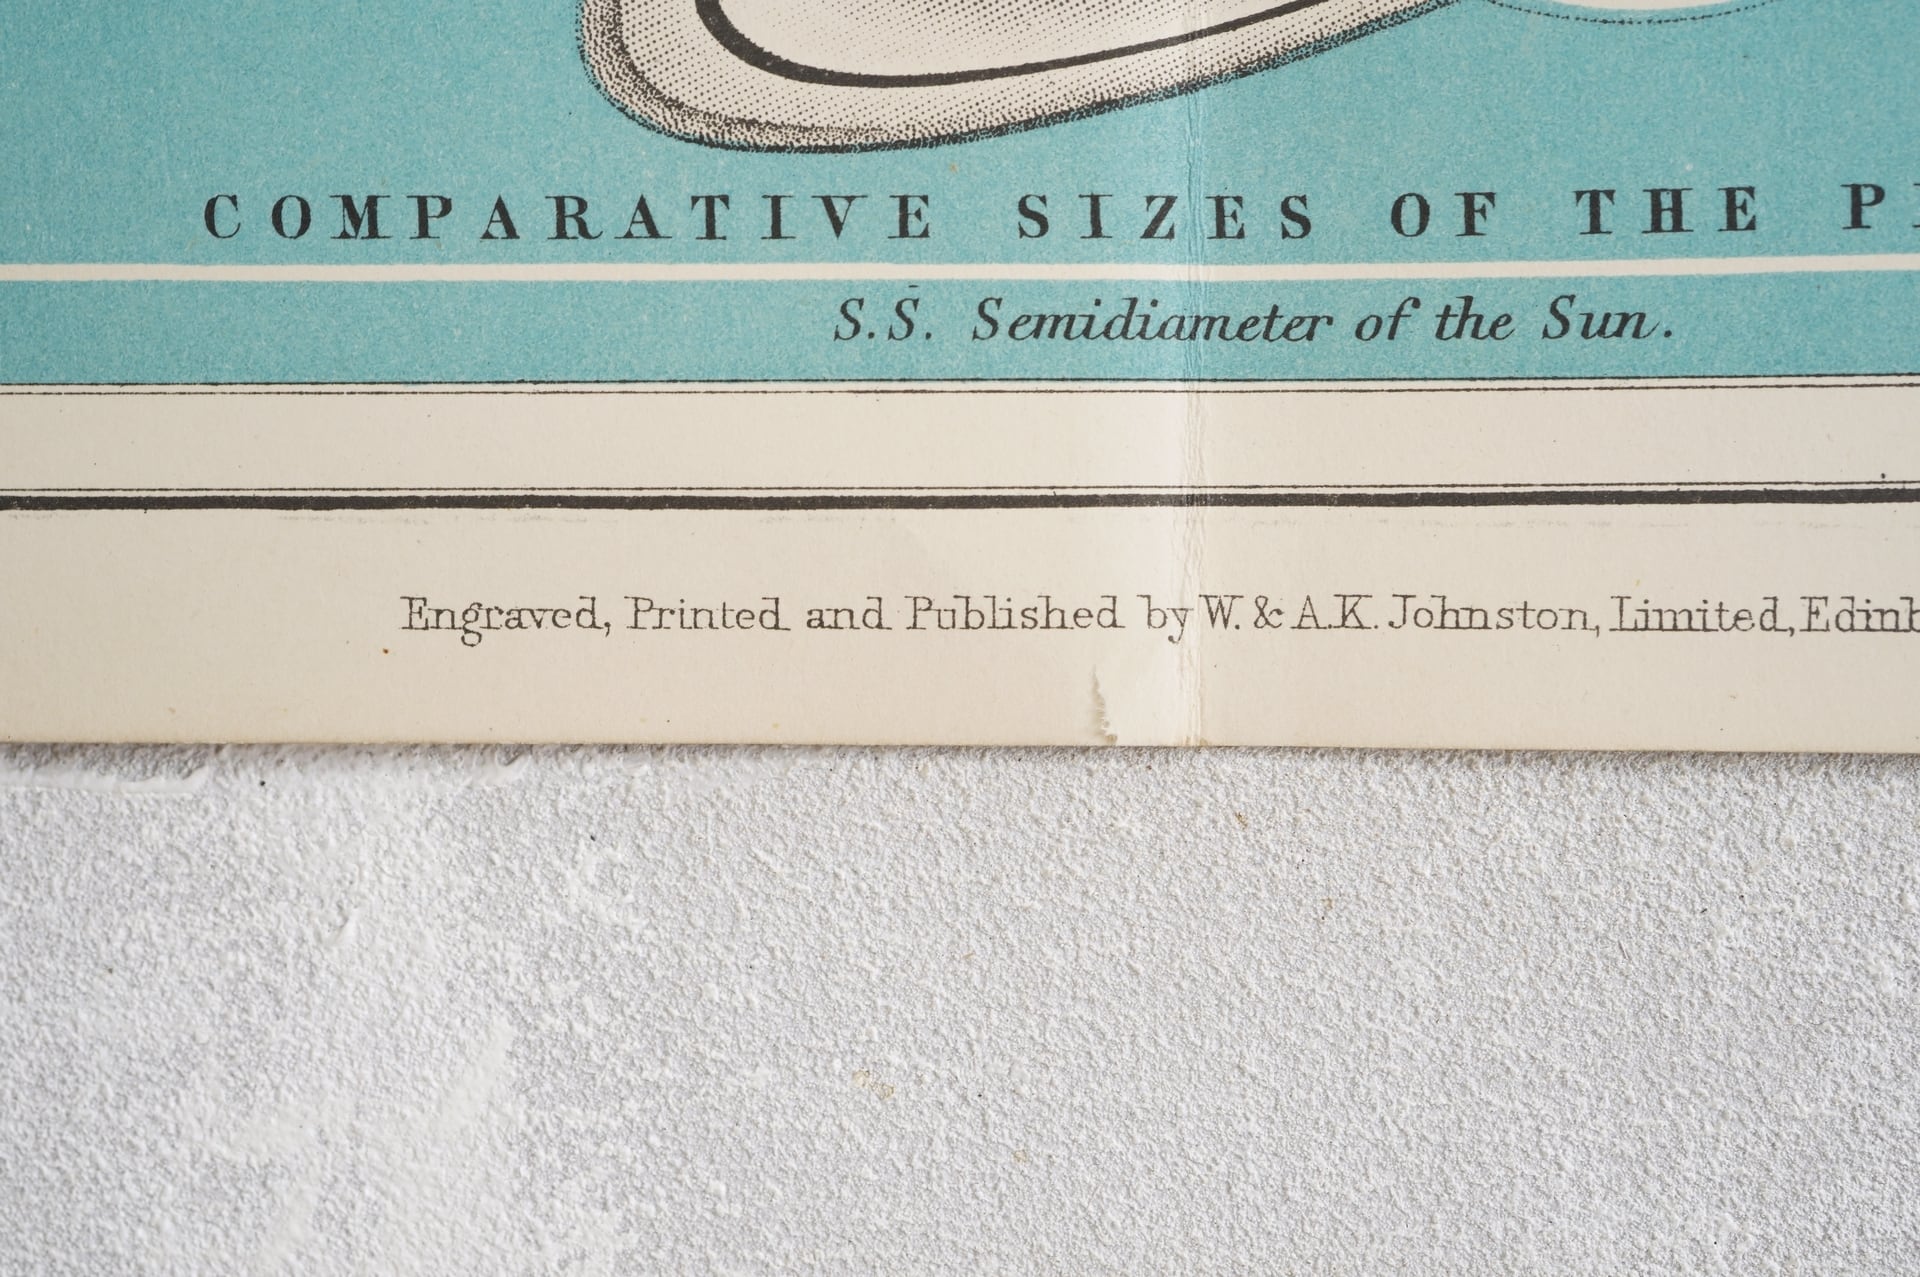 COMPARATIVE SIZES OF THE
S.S. Semidiameter of the Sun.
Engraved, Printed and Published by W. & A.K. Johnston, Limited,